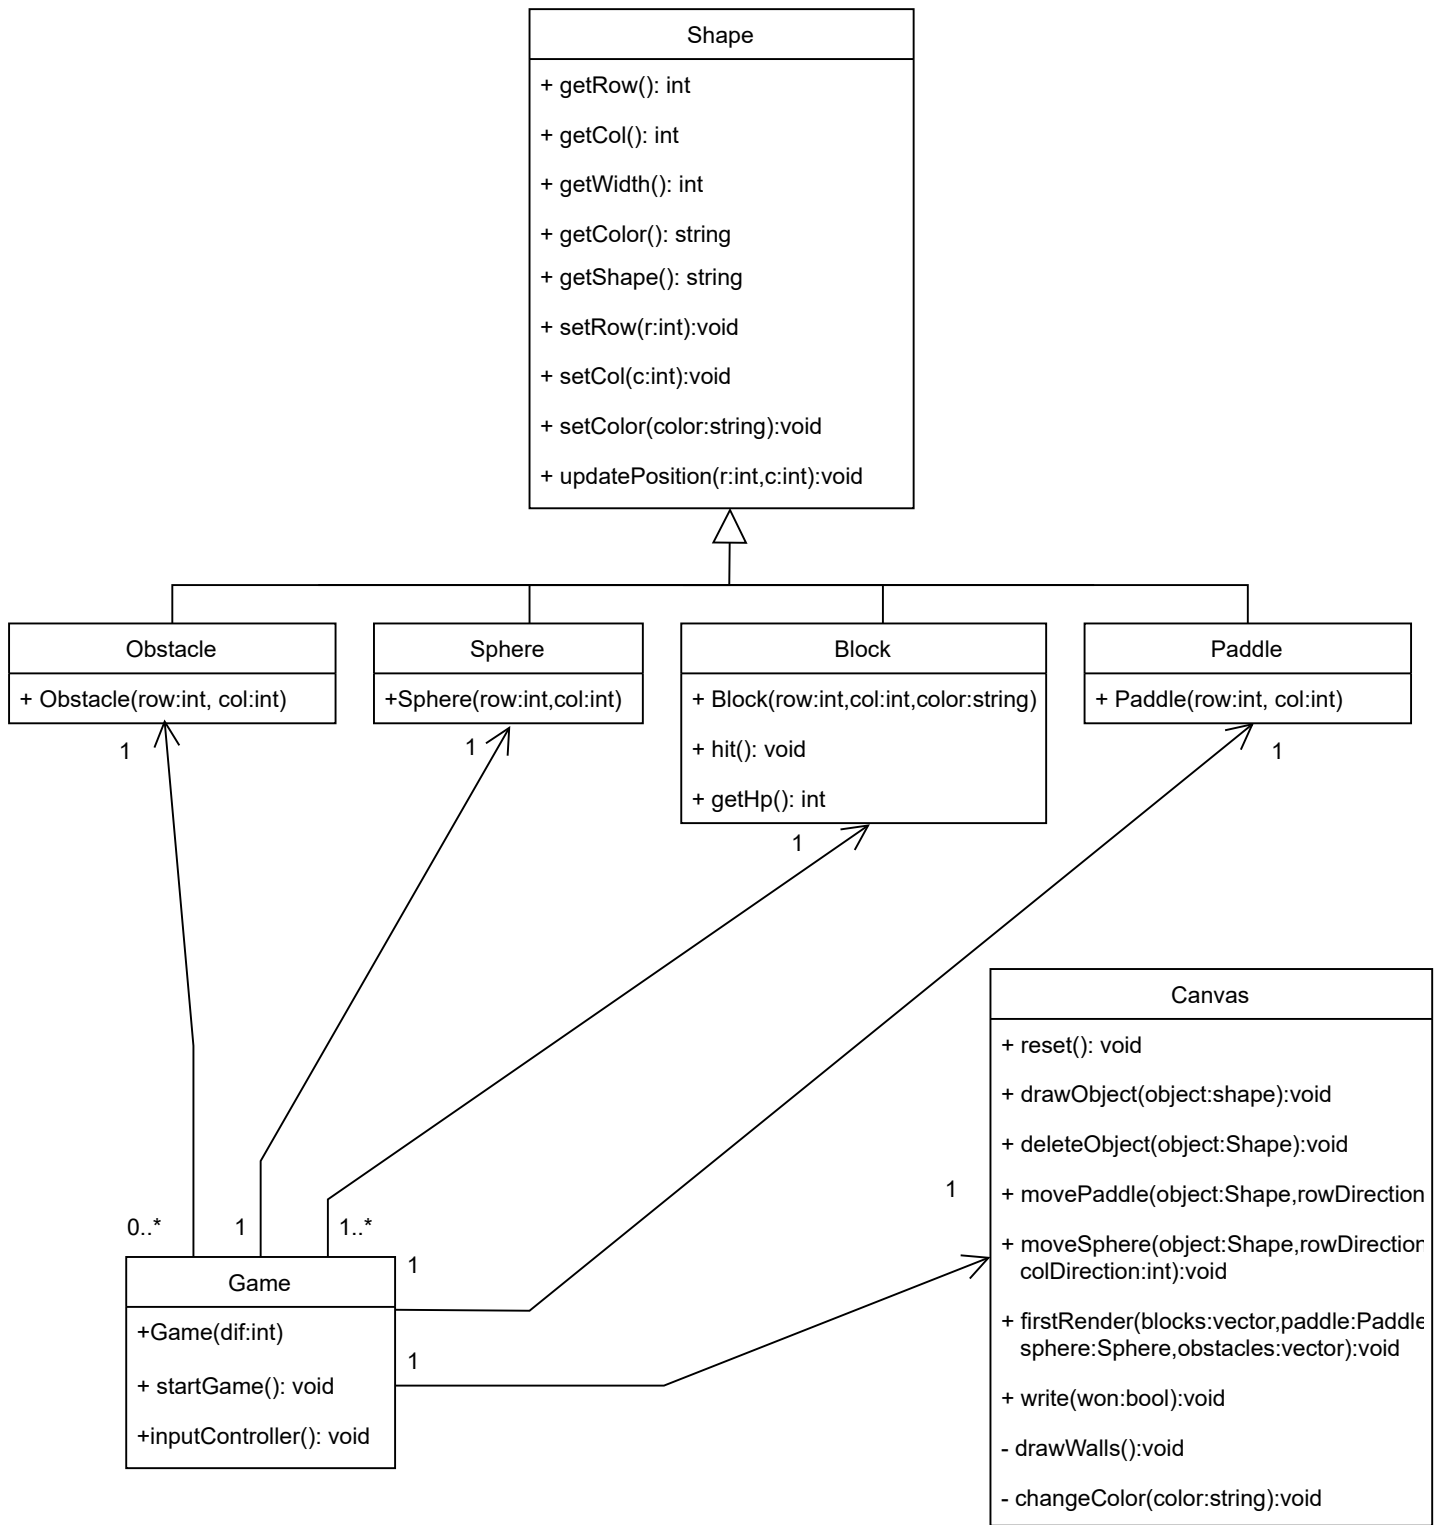 Shape
+ getRow(): int
+ getCol(): int
+ getWidth(): int
+ getColor(): string
+ getShape(): string
+ setRow(r:int):void
+ setCol(c:int):void
+ setColor(color:string):void
+ updatePosition(r:int,c:int):void
Obstacle
+ Obstacle(row:int, col:int)
Sphere
+Sphere(row:int,col:int)
Block
+ Block(row:int,col:int,color:string)
+ hit(): void
+ getHp(): int
Paddle
+ Paddle(row:int, col:int)
1
1
1
1
Canvas
+ reset(): void
+ drawObject(object:shape):void
+ deleteObject(object:Shape):void
+ movePaddle(object:Shape,rowDirection
+ moveSphere(object:Shape,rowDirection
colDirection:int):void
+ firstRender(blocks:vector,paddle:Paddle
sphere:Sphere,obstacles:vector):void
+ write(won:bool):void
- drawWalls():void
- changeColor(color:string):void
1
0..*
1
1..*
1
1
Game
+Game(dif:int)
+ startGame(): void
+inputController(): void